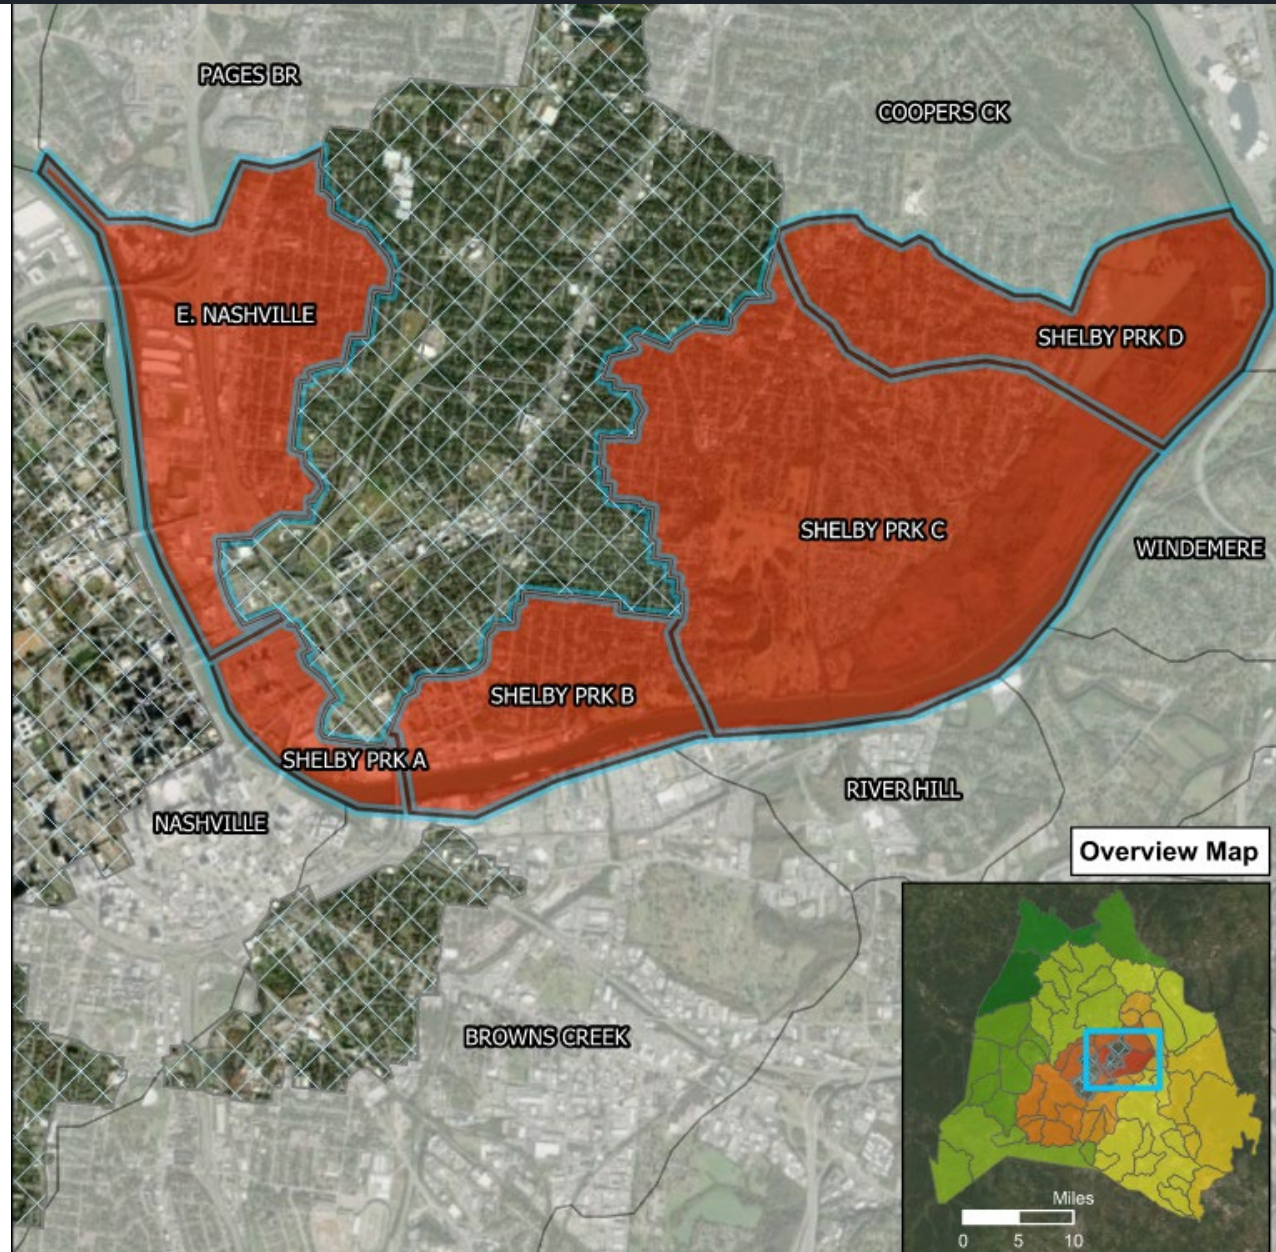 PAGES BR
COOPERS CK
E. NASHVILLE
SHELBY PRK D
SHELBY PRK C
WINDEMERE
SHELBY PRK B
SHELBY PRK A
RIVER HILL
NASHVILLE
Overview Map
BROWNS CREEK
Miles
0 5 10